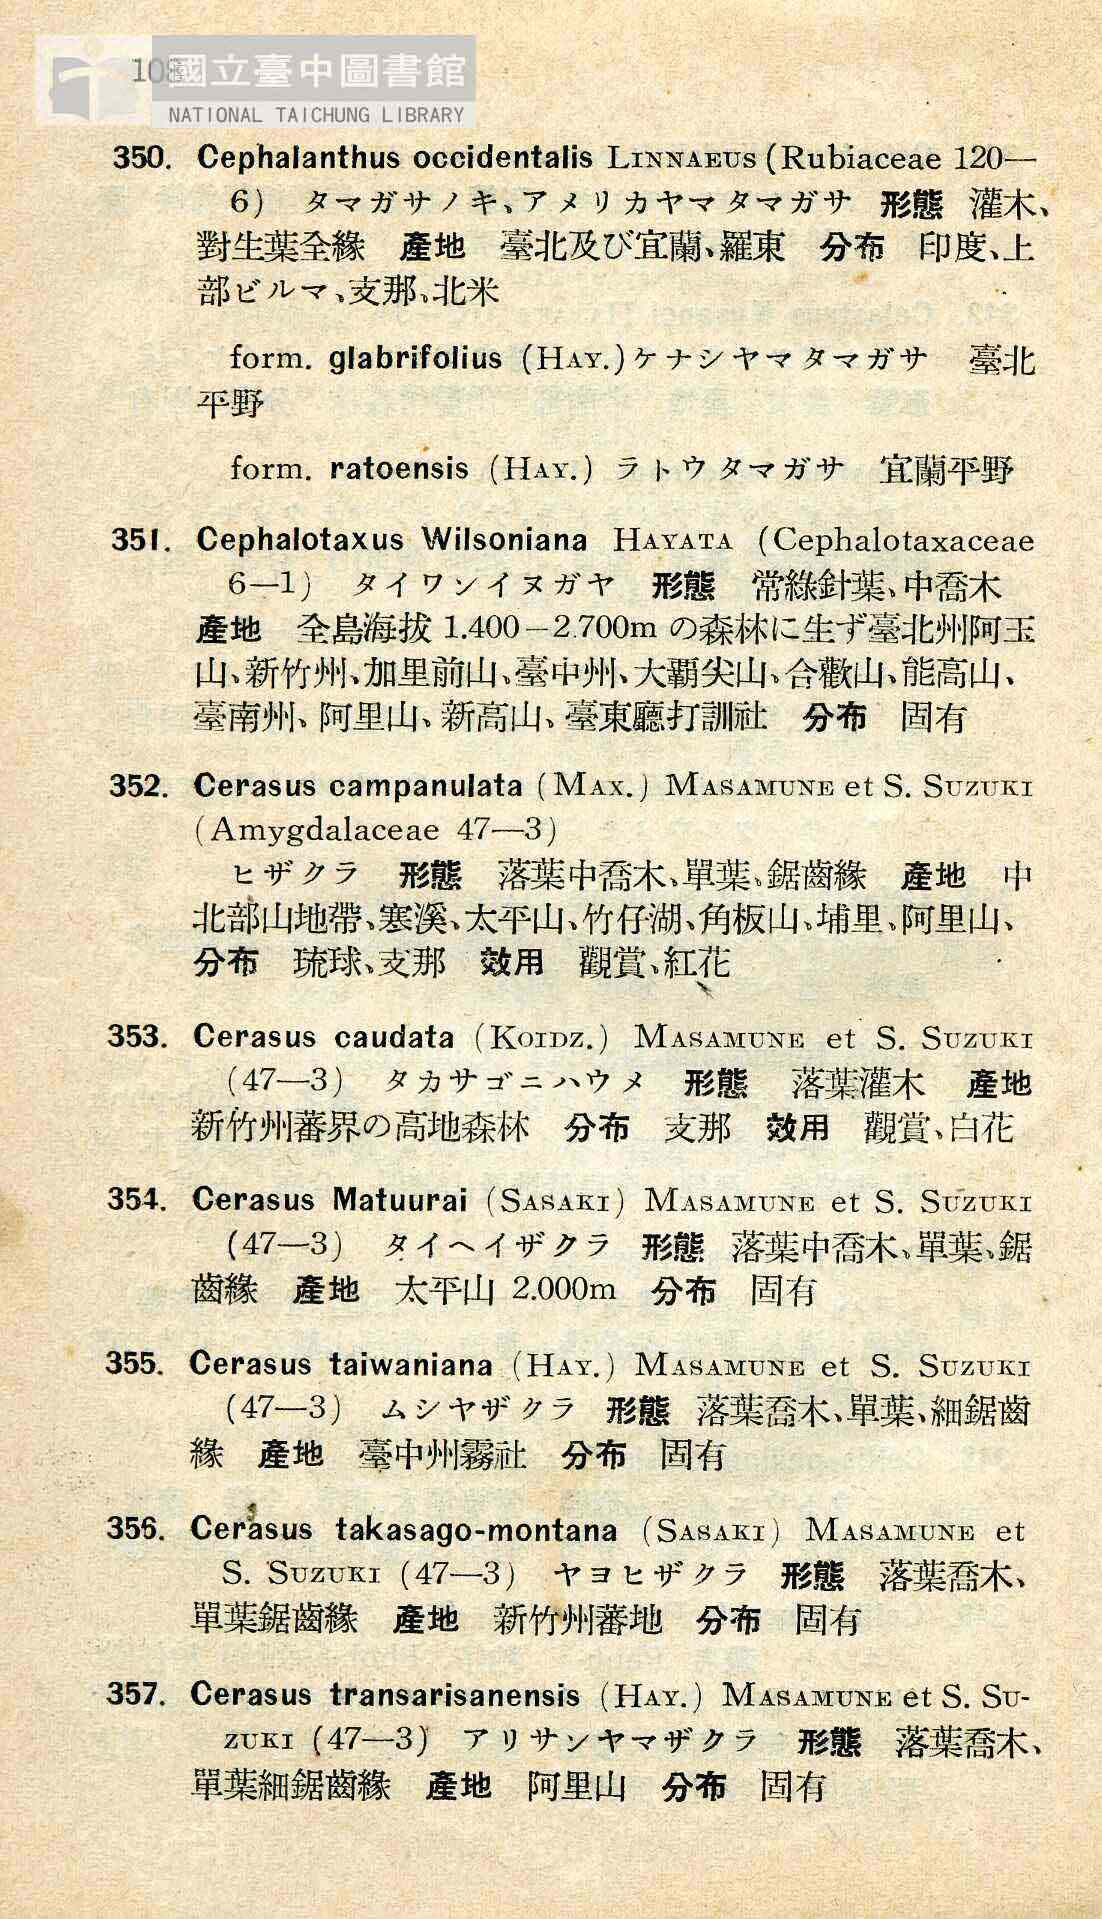 108
國立臺中圖書館
NATIONAL TAICHUNG LIBRARY
350. Cephalanthus occidentalis LINNAEUS (Rubiaceae 120—
6) タマガサノキ、アメリカヤマタマガサ 形態 灌木、
對生葉全緣 產地 臺北及び宜蘭、羅東 分布 印度、上
部ビルマ、支那、北米
form. glabrifolius (HAY.) ケナシヤマタマガサ 臺北
平野
form. ratoensis (HAY.) ラトウタマガサ 宜蘭平野
351. Cephalotaxus Wilsoniana HAYATA (Cephalotaxaceae
6—1) タイワンイヌガヤ 形態 常綠針葉、中喬木
產地 全島海拔 1.400—2.700m の森林に生ず臺北州阿玉
山、新竹州、加里前山、臺中州、大覇尖山、合歡山、能高山、
臺南州、阿里山、新高山、臺東廳打訓社 分布 固有
352. Cerasus campanulata (MAX.) MASAMUNE et S. SUZUKI
(Amygdalaceae 47—3)
ヒザクラ 形態 落葉中喬木、單葉、鋸齒緣 產地 中
北部山地帶、寒溪、太平山、竹仔湖、角板山、埔里、阿里山、
分布 琉球、支那 效用 觀賞、紅花
353. Cerasus caudata (KOIDZ.) MASAMUNE et S. SUZUKI
(47—3) タカサゴニハウメ 形態 落葉灌木 產地
新竹州蕃界の高地森林 分布 支那 效用 觀賞、白花
354. Cerasus Matuurai (SASAKI) MASAMUNE et S. SUZUKI
(47—3) タイヘイザクラ 形態 落葉中喬木、單葉、鋸
齒緣 產地 太平山 2.000m 分布 固有
355. Cerasus taiwaniana (HAY.) MASAMUNE et S. SUZUKI
(47—3) ムシヤザクラ 形態 落葉喬木、單葉、細鋸齒
緣 產地 臺中州霧社 分布 固有
356. Cerasus takasago-montana (SASAKI) MASAMUNE et
S. SUZUKI (47—3) ヤヨヒザクラ 形態 落葉喬木、
單葉鋸齒緣 產地 新竹州蕃地 分布 固有
357. Cerasus transarisanensis (HAY.) MASAMUNE et S. SU-
ZUKI (47—3) アリサンヤマザクラ 形態 落葉喬木、
單葉細鋸齒緣 產地 阿里山 分布 固有